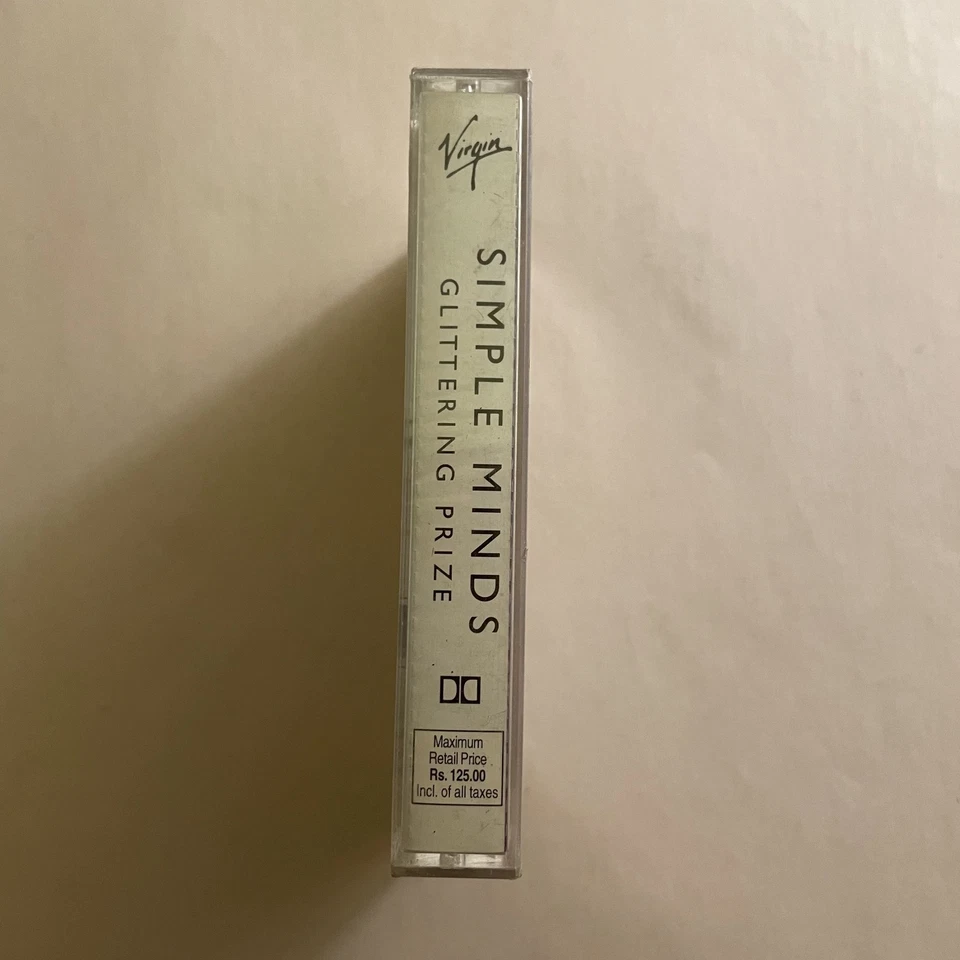 Virgin
SIMPLE MINDS
GLITTERING PRIZE
Maximum
Retail Price
Rs. 125.00
Incl. of all taxes